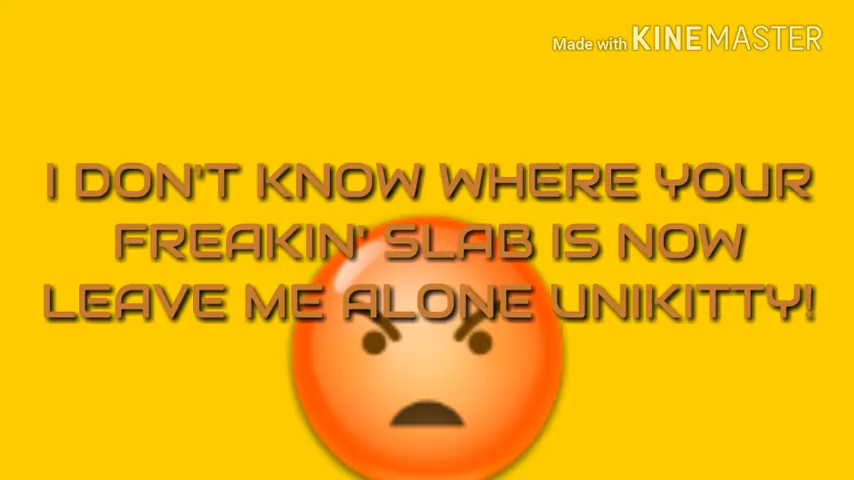 Made with KINEMASTER
I DON'T KNOW WHERE YOUR
FREAKIN' SLAB IS NOW
LEAVE ME ALONE UNIKITTY!